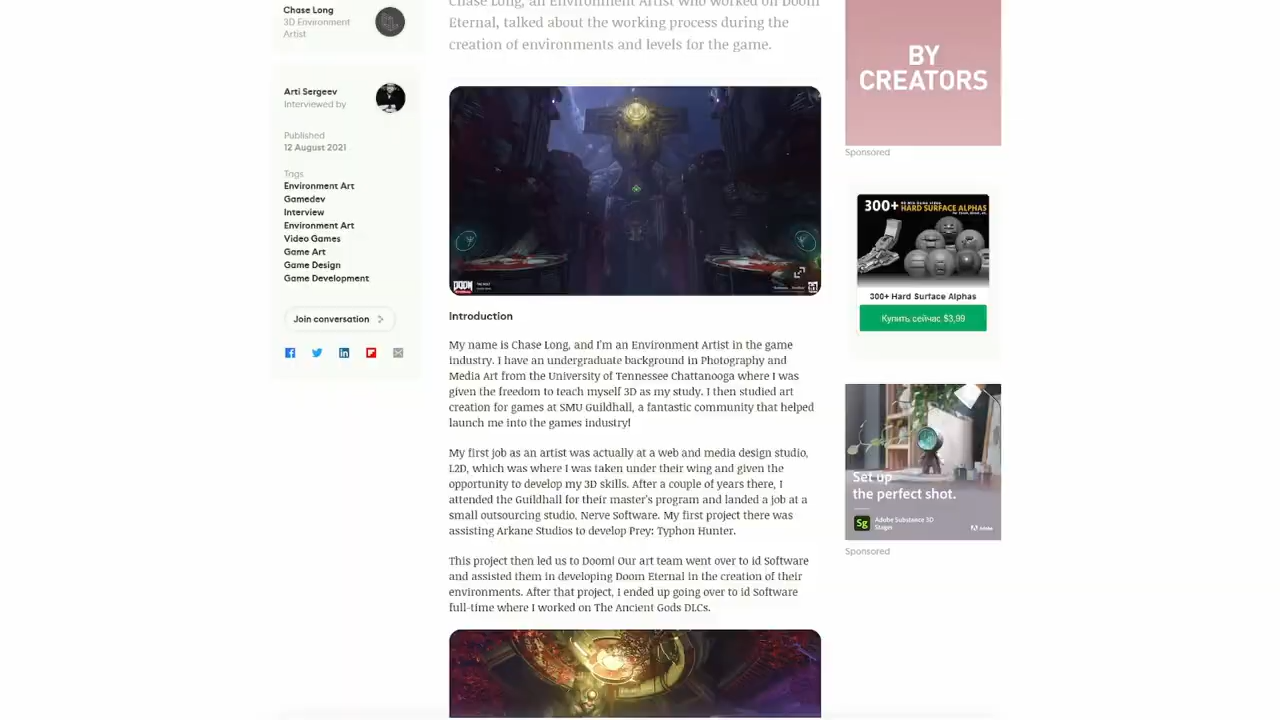 Chase Long
3D Environment
Artist
Arti Sergeev
Interviewed by
Published
12 August 2021
Tags
Environment Art
Gamedev
Interview
Environment Art
Video Games
Game Art
Game Design
Game Development
Join conversation
Chase Long, an Environment Artist who worked on Doom
Eternal, talked about the working process during the
creation of environments and levels for the game.
DOOM
Introduction
My name is Chase Long, and I'm an Environment Artist in the game
industry. I have an undergraduate background in Photography and
Media Art from the University of Tennessee Chattanooga where I was
given the freedom to teach myself 3D as my study. I then studied art
creation for games at SMU Guildhall, a fantastic community that helped
launch me into the games industry!
My first job as an artist was actually at a web and media design studio,
L2D, which was where I was taken under their wing and given the
opportunity to develop my 3D skills. After a couple of years there, I
attended the Guildhall for their master's program and landed a job at a
small outsourcing studio, Nerve Software. My first project there was
assisting Arkane Studios to develop Prey: Typhon Hunter.
This project then led us to Doom! Our art team went over to id Software
and assisted them in developing Doom Eternal in the creation of their
environments. After that project, I ended up going over to id Software
full-time where I worked on The Ancient Gods DLCs.
BY
CREATORS
Sponsored
300+ HARD SURFACE ALPHAS
300+ Hard Surface Alphas
Купить сейчас $3,99
Set up
the perfect shot.
Sg
Adobe Substance 3D
Stager
Adobe
Sponsored